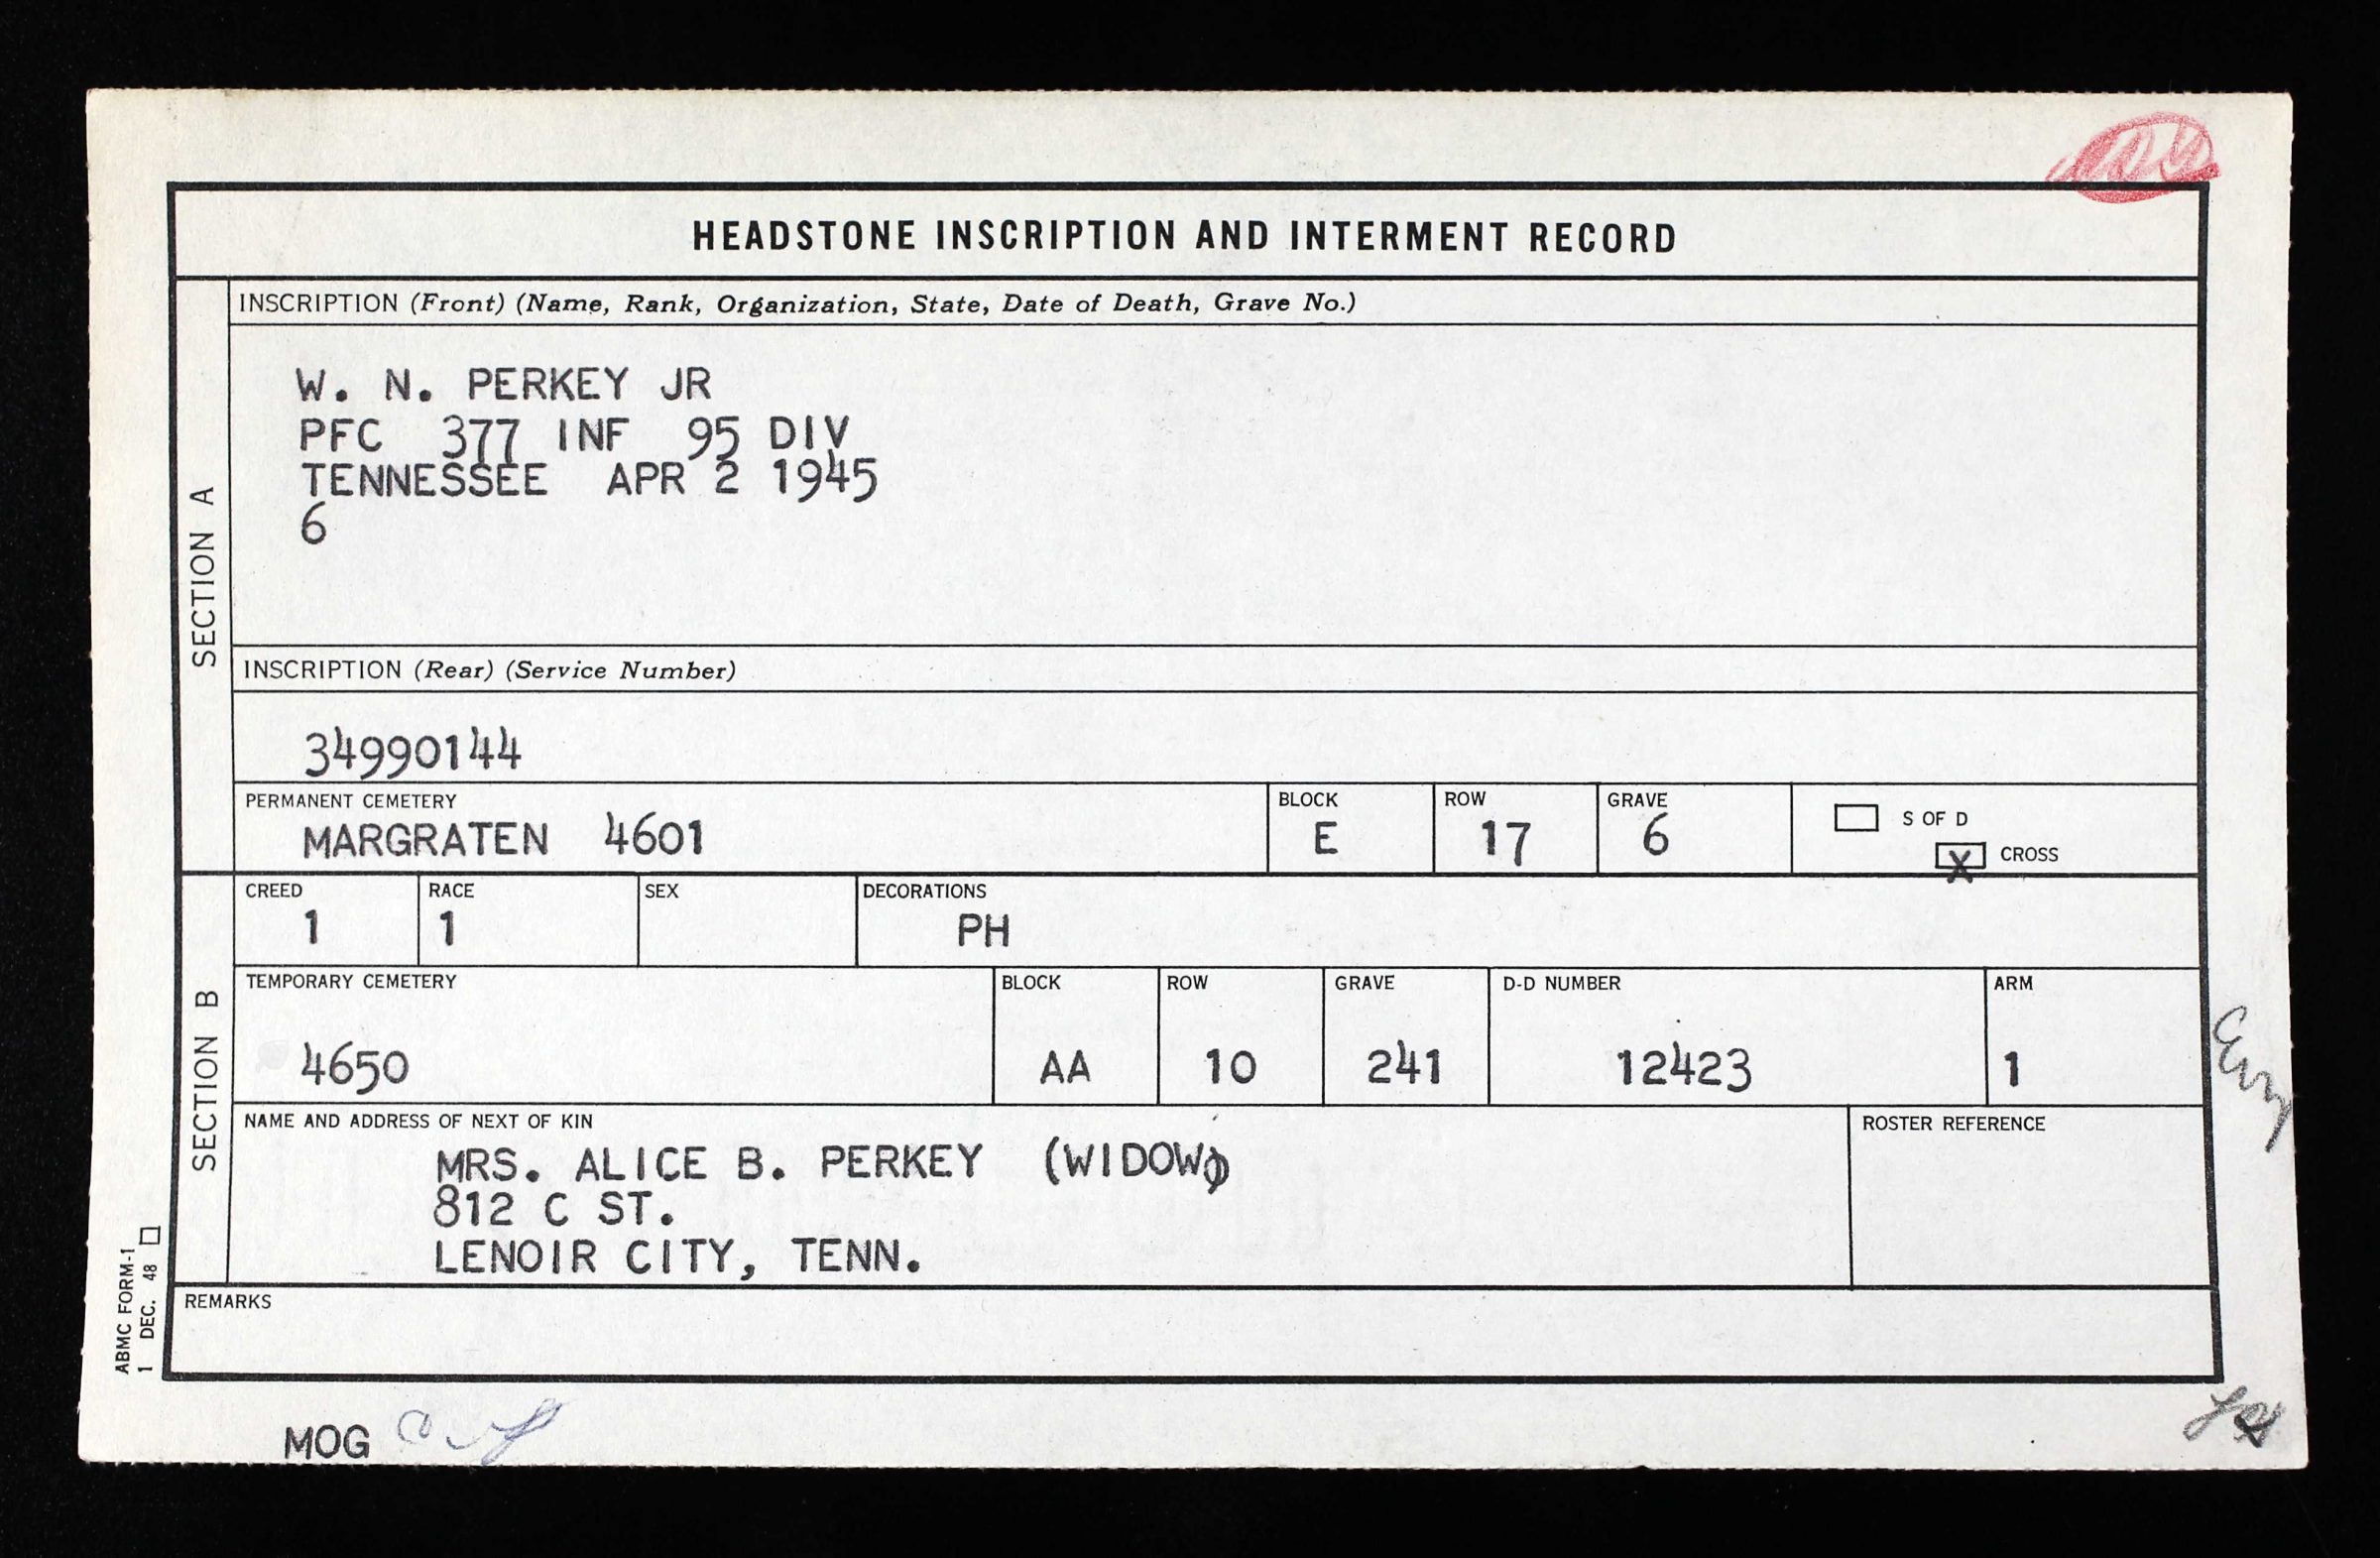 HEADSTONE INSCRIPTION AND INTERMENT RECORD
SECTION A
INSCRIPTION (Front) (Name, Rank, Organization, State, Date of Death, Grave No.)
W. N. PERKEY JR
PFC 377 INF 95 DIV
TENNESSEE APR 2 1945
6
INSCRIPTION (Rear) (Service Number)
34990144
PERMANENT CEMETERY BLOCK ROW GRAVE
MARGRATEN 4601 E 17 6
S OF D
X CROSS
SECTION B
CREED RACE SEX DECORATIONS
1 1 PH
TEMPORARY CEMETERY BLOCK ROW GRAVE D-D NUMBER ARM
4650 AA 10 241 12423 1
NAME AND ADDRESS OF NEXT OF KIN ROSTER REFERENCE
MRS. ALICE B. PERKEY (WIDOW)
812 C ST.
LENOIR CITY, TENN.
REMARKS
ABMC FORM-1
1 DEC. 48
MOG